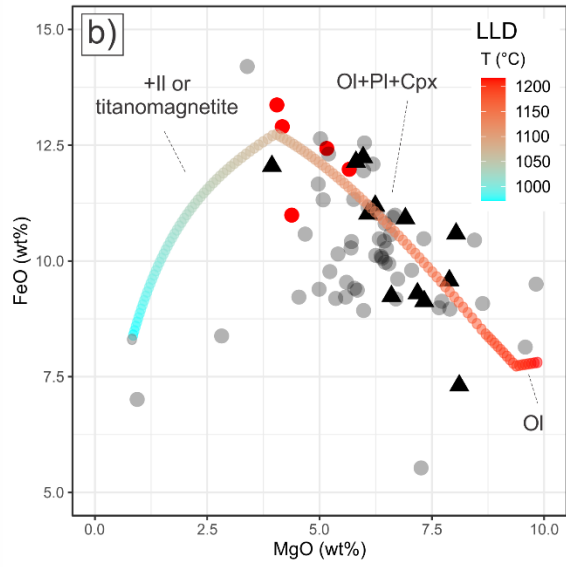 b)
LLD
T (°C)
1200
1150
1100
1050
1000
+Il or
titanomagnetite
Ol+Pl+Cpx
Ol
15.0
12.5
10.0
7.5
5.0
FeO (wt%)
0.0 2.5 5.0 7.5 10.0
MgO (wt%)